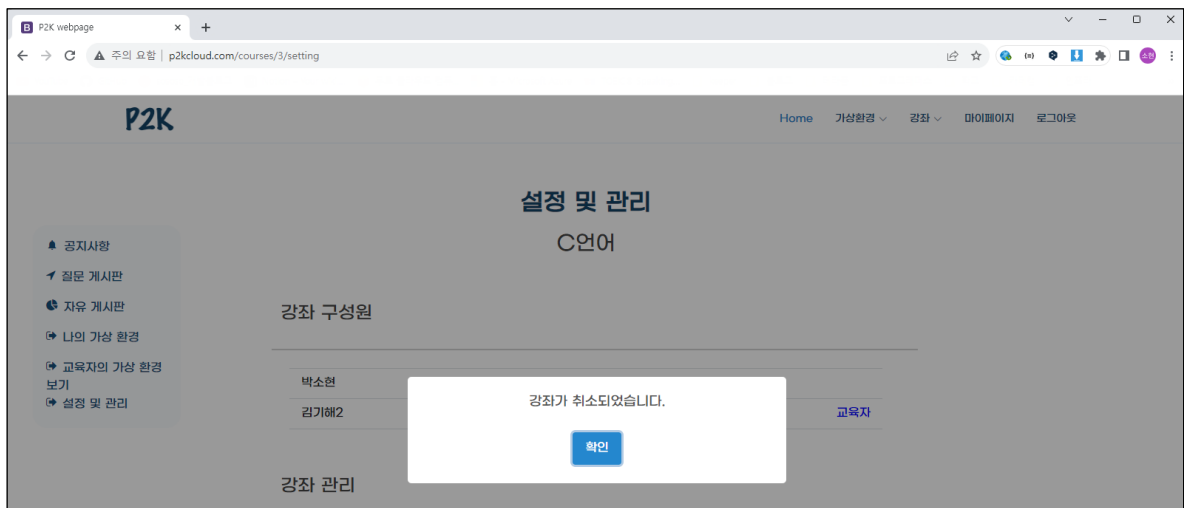 P2K webpage
주의 요함 | p2kcloud.com/courses/3/setting
소현
P2K
Home 가상환경 강좌 마이페이지 로그아웃
설정 및 관리
C언어
공지사항
질문 게시판
자유 게시판
나의 가상 환경
교육자의 가상 환경
보기
설정 및 관리
강좌 구성원
박소현
김기해2 교육자
강좌가 취소되었습니다.
확인
강좌 관리